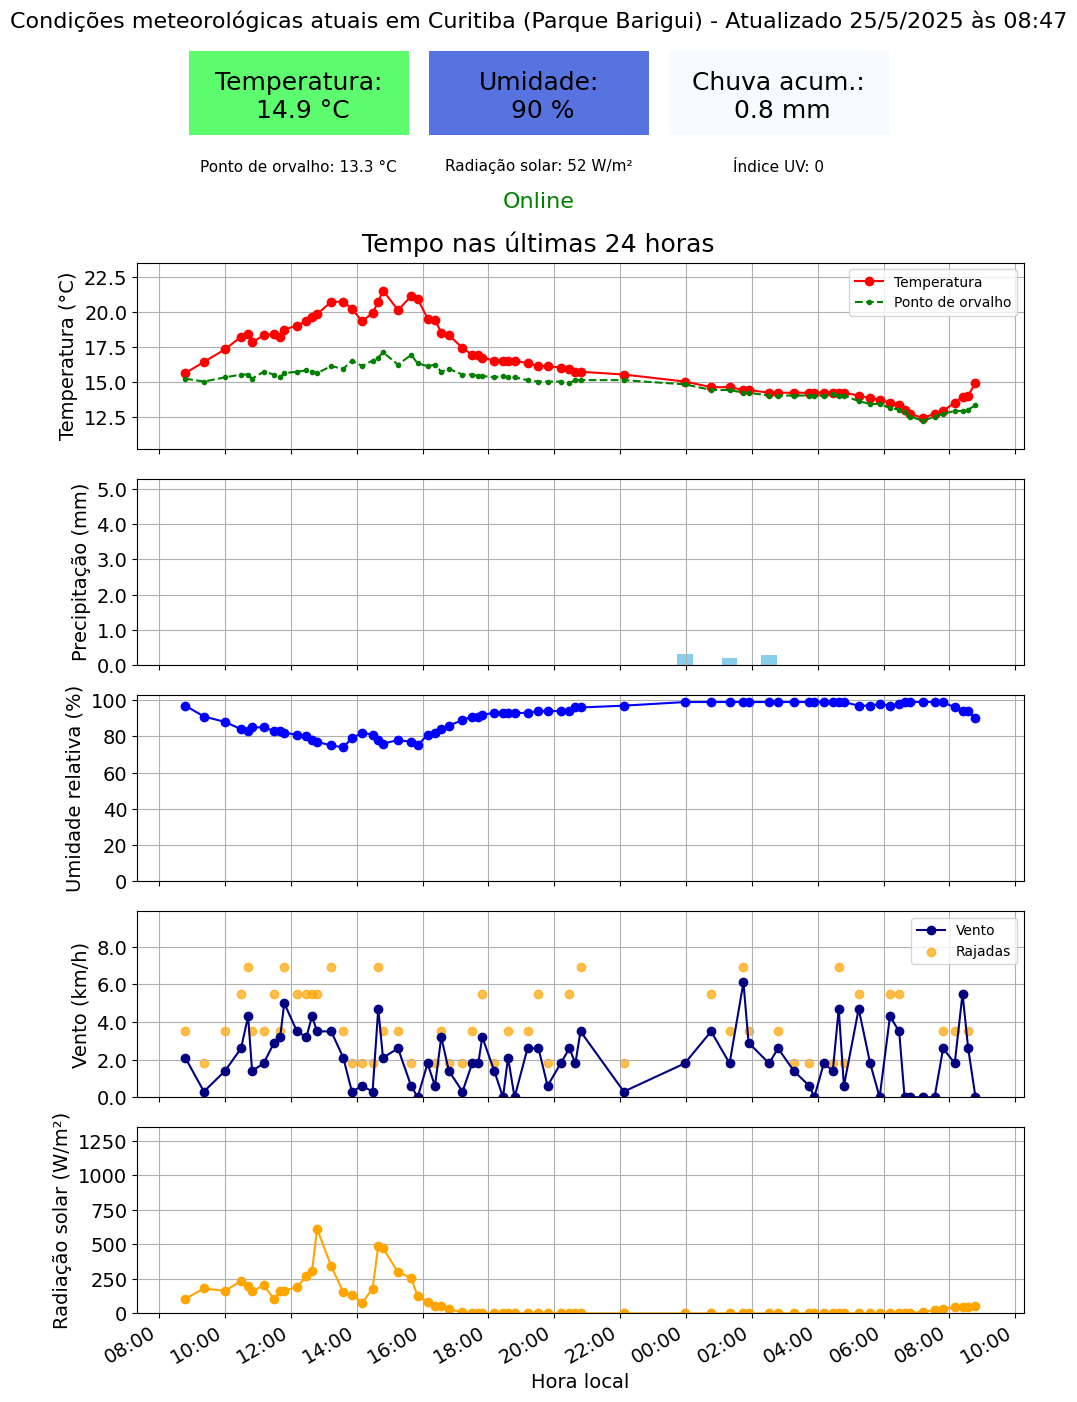 Condições meteorológicas atuais em Curitiba (Parque Barigui) - Atualizado 25/5/2025 às 08:47
Temperatura:
14.9 °C
Umidade:
90 %
Chuva acum.:
0.8 mm
Ponto de orvalho: 13.3 °C
Radiação solar: 52 W/m²
Índice UV: 0
Online
Tempo nas últimas 24 horas
Temperatura (°C)
22.5
20.0
17.5
15.0
12.5
Temperatura
Ponto de orvalho
Precipitação (mm)
5.0
4.0
3.0
2.0
1.0
0.0
Umidade relativa (%)
100
80
60
40
20
0
Vento (km/h)
8.0
6.0
4.0
2.0
0.0
Vento
Rajadas
Radiação solar (W/m²)
1250
1000
750
500
250
0
08:00
10:00
12:00
14:00
16:00
18:00
20:00
22:00
00:00
02:00
04:00
06:00
08:00
10:00
Hora local